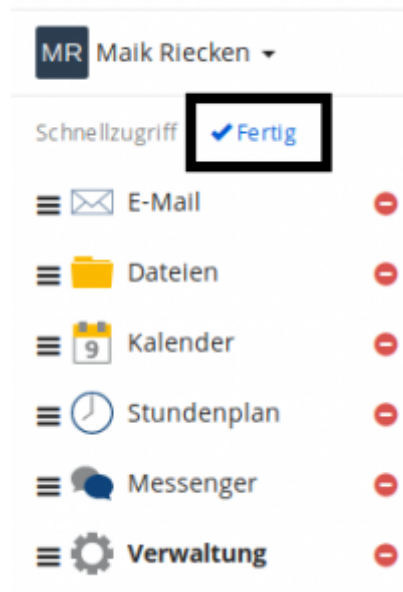 MR Maik Riecken
Schnellzugriff Fertig
E-Mail
Dateien
9 Kalender
Stundenplan
Messenger
Verwaltung